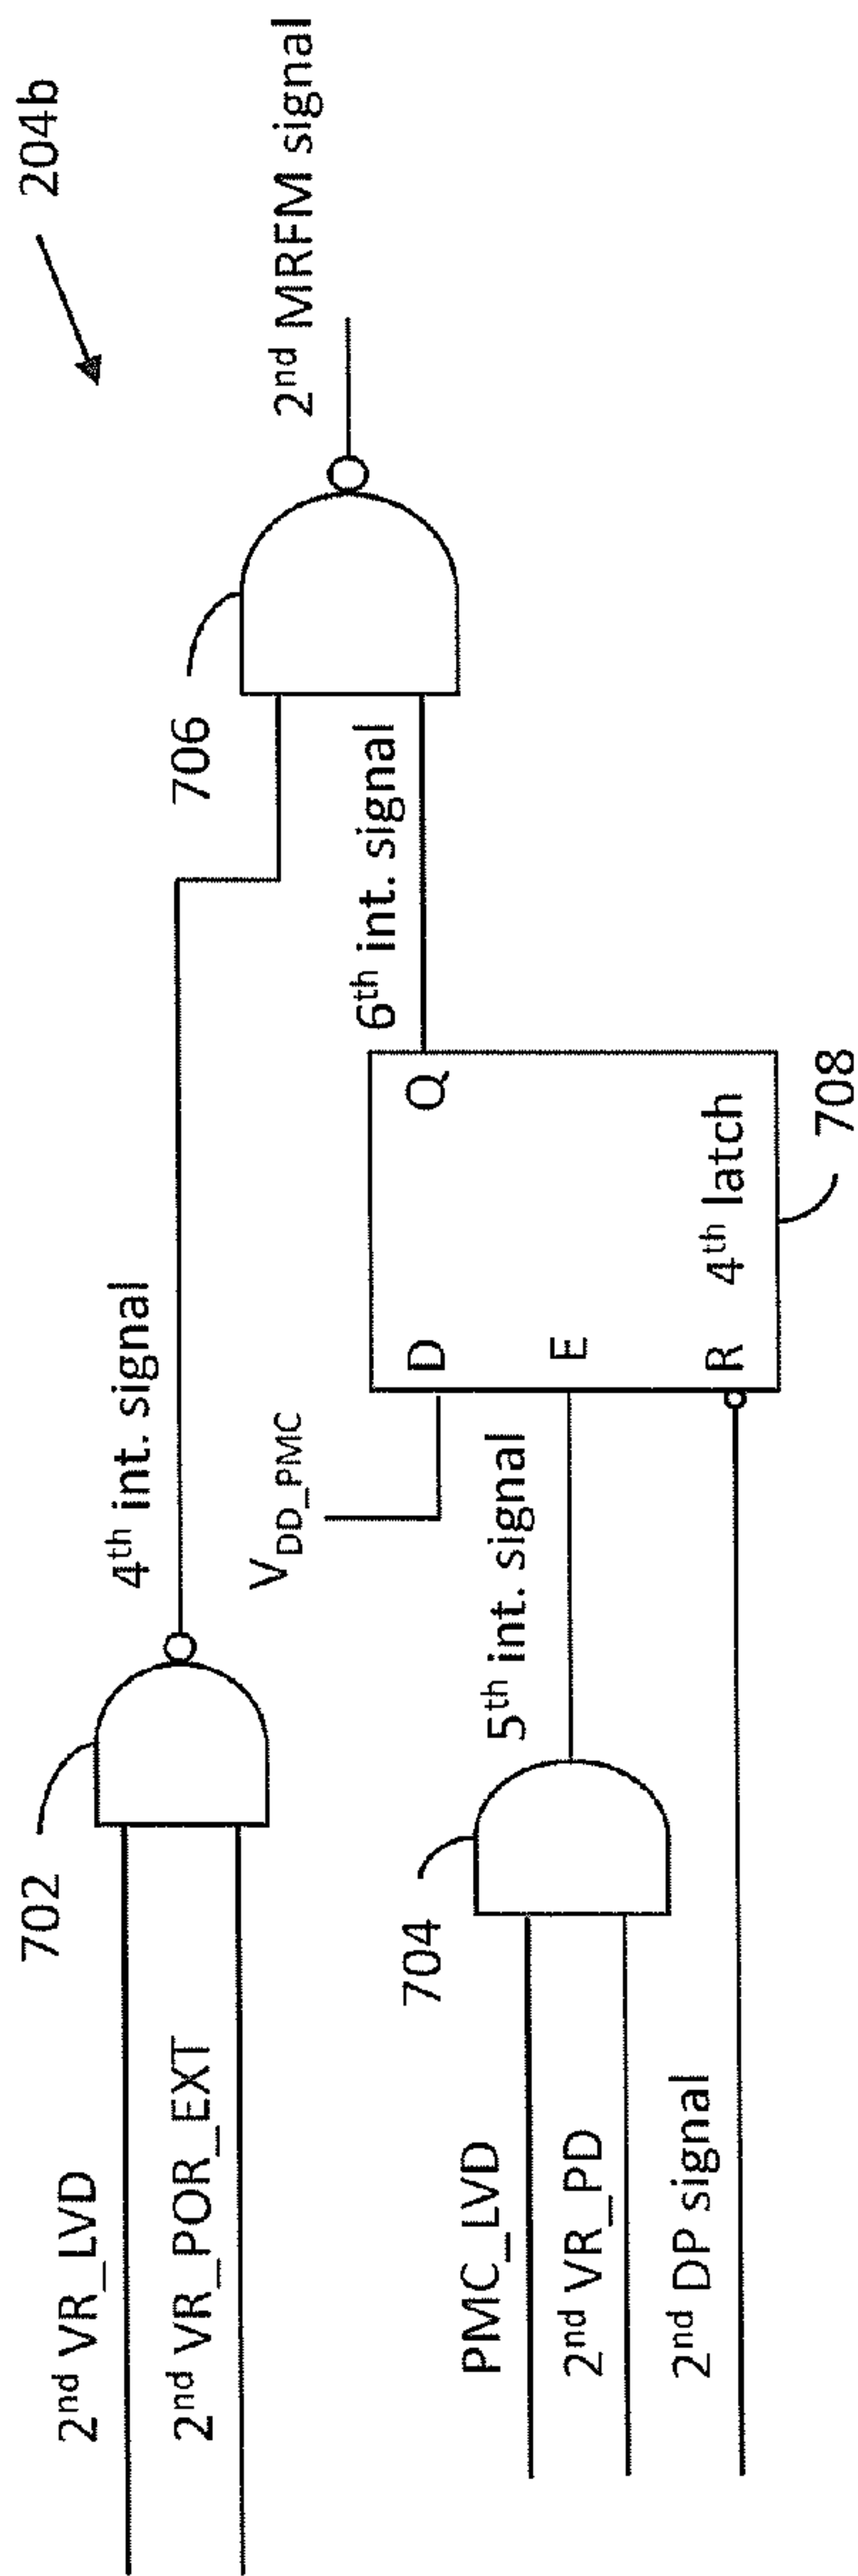 204b
2nd VR_LVD
2nd VR_POR_EXT
702
4th int. signal
706
2nd MRFM signal
6th int. signal
VDD_PMC
PMC_LVD
2nd VR_PD
2nd DP signal
704
5th int. signal
D
Q
E
R
4th latch
708